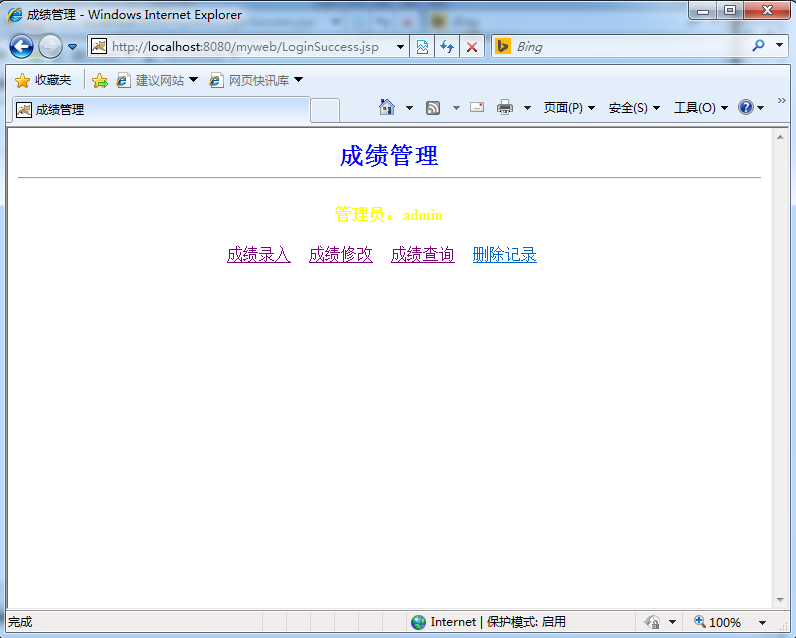 成绩管理 - Windows Internet Explorer
http://localhost:8080/myweb/LoginSuccess.jsp
Bing
收藏夹 建议网站 网页快讯库
成绩管理 页面(P) 安全(S) 工具(O) »
成绩管理
管理员：admin
成绩录入 成绩修改 成绩查询 删除记录
完成 Internet | 保护模式: 启用 100%